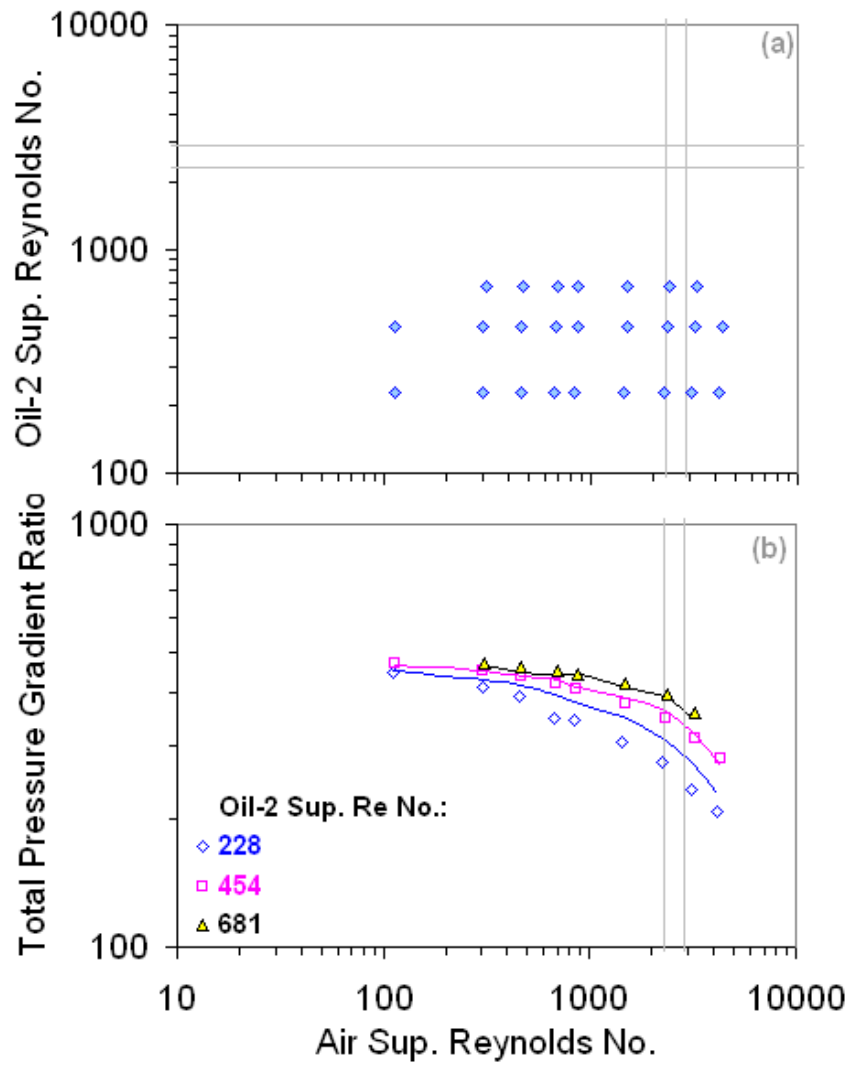 10000
(a)
Oil-2 Sup. Reynolds No.
1000
100
1000
(b)
Total Pressure Gradient Ratio
Oil-2 Sup. Re No.:
228
454
681
100
10 100 1000 10000
Air Sup. Reynolds No.